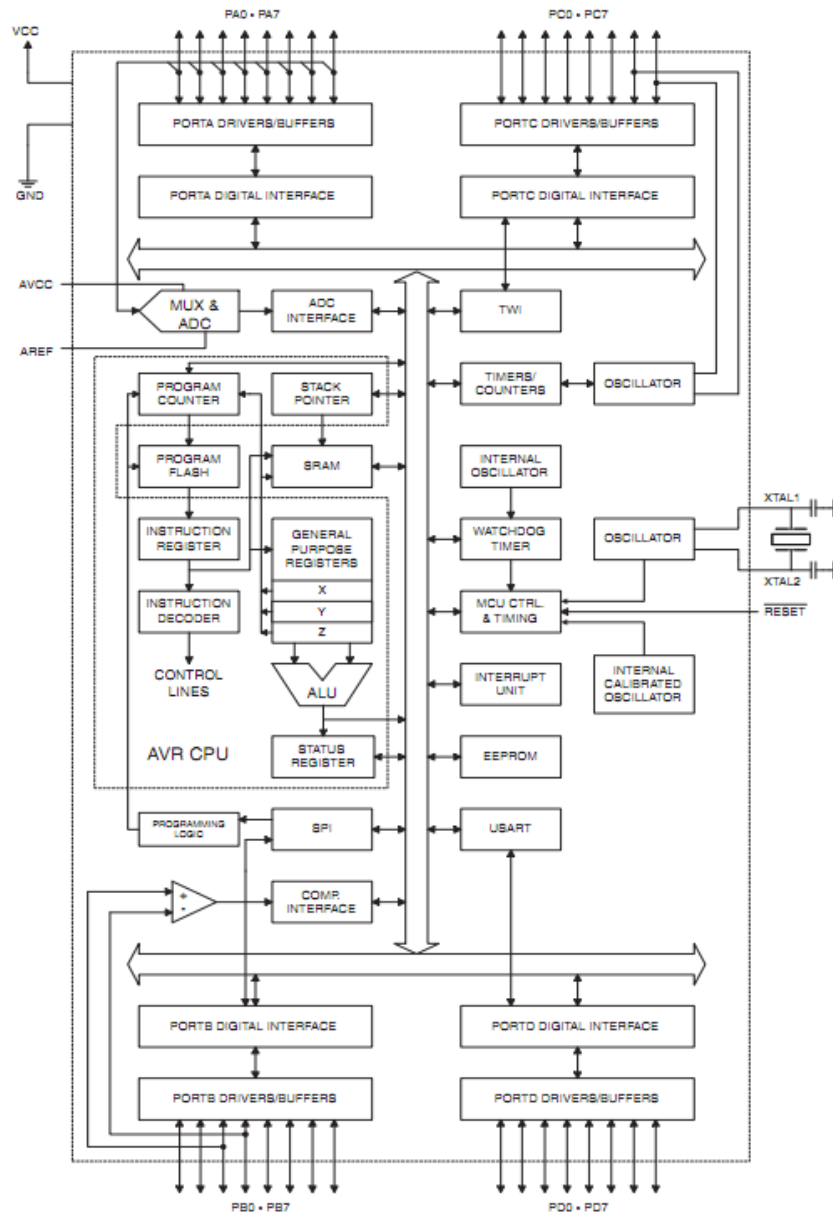 PA0 - PA7
PC0 - PC7
VCC
PORTA DRIVERS/BUFFERS
PORTC DRIVERS/BUFFERS
PORTA DIGITAL INTERFACE
PORTC DIGITAL INTERFACE
GND
AVCC
MUX &
ADC
ADC
INTERFACE
TWI
AREF
PROGRAM
COUNTER
STACK
POINTER
TIMERS/
COUNTERS
OSCILLATOR
PROGRAM
FLASH
SRAM
INTERNAL
OSCILLATOR
XTAL1
INSTRUCTION
REGISTER
GENERAL
PURPOSE
REGISTERS
WATCHDOG
TIMER
OSCILLATOR
X
XTAL2
INSTRUCTION
DECODER
Y
MCU CTRL.
& TIMING
RESET
Z
CONTROL
LINES
ALU
INTERRUPT
UNIT
INTERNAL
CALIBRATED
OSCILLATOR
AVR CPU
STATUS
REGISTER
EEPROM
PROGRAMMING
LOGIC
SPI
USART
+
-
COMP.
INTERFACE
PORTB DIGITAL INTERFACE
PORTD DIGITAL INTERFACE
PORTB DRIVERS/BUFFERS
PORTD DRIVERS/BUFFERS
PB0 - PB7
PD0 - PD7